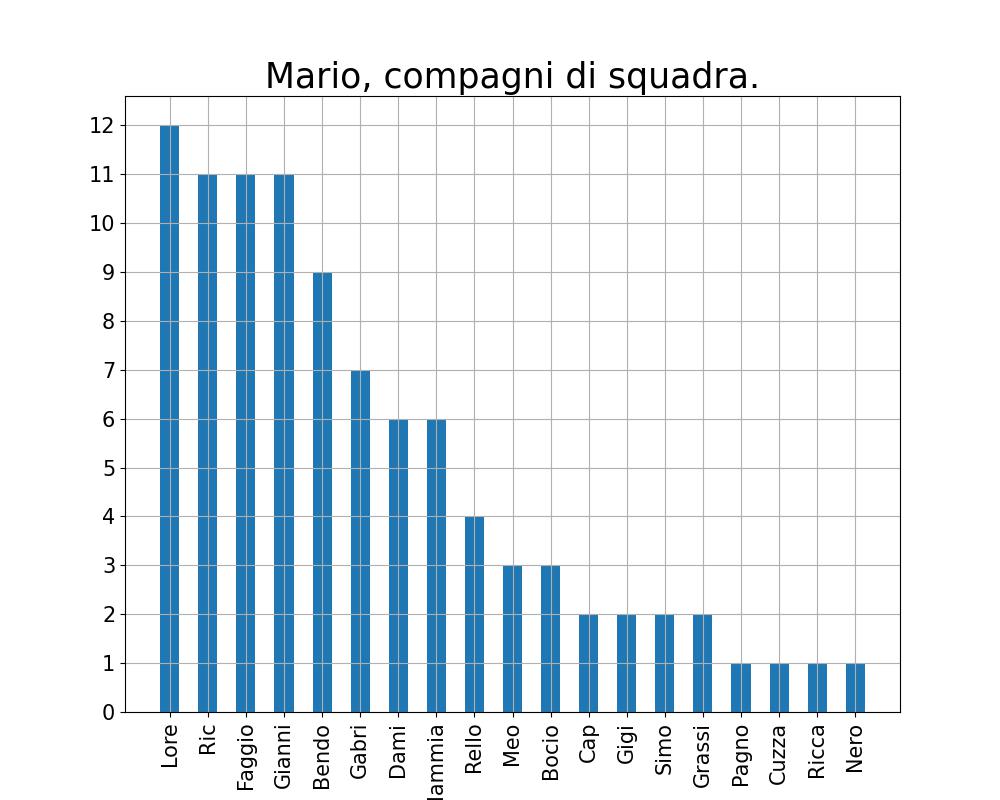 Mario, compagni di squadra.
12
11
10
9
8
7
6
5
4
3
2
1
0
Lore
Ric
Faggio
Gianni
Bendo
Gabri
Dami
Rello
Meo
Bocio
Cap
Gigi
Simo
Grassi
Pagno
Cuzza
Ricca
Nero